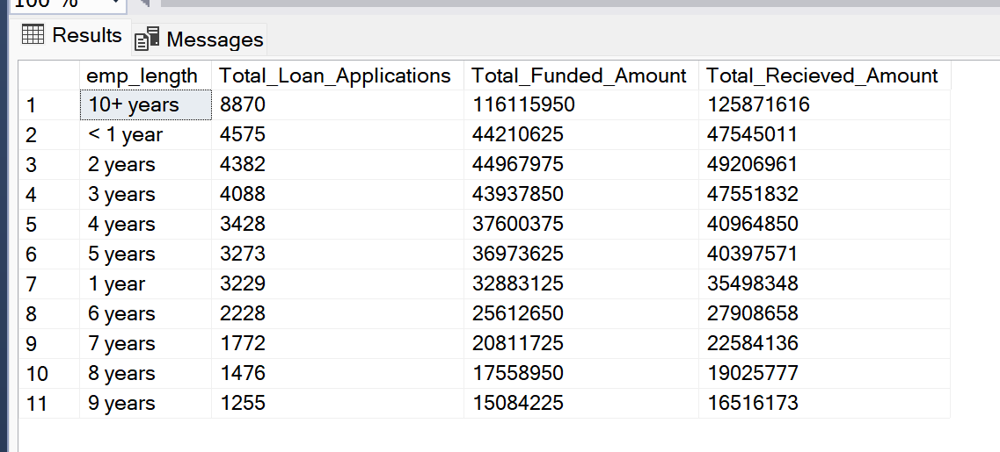 100 %
Results Messages
emp_length Total_Loan_Applications Total_Funded_Amount Total_Recieved_Amount
1 10+ years 8870 116115950 125871616
2 < 1 year 4575 44210625 47545011
3 2 years 4382 44967975 49206961
4 3 years 4088 43937850 47551832
5 4 years 3428 37600375 40964850
6 5 years 3273 36973625 40397571
7 1 year 3229 32883125 35498348
8 6 years 2228 25612650 27908658
9 7 years 1772 20811725 22584136
10 8 years 1476 17558950 19025777
11 9 years 1255 15084225 16516173